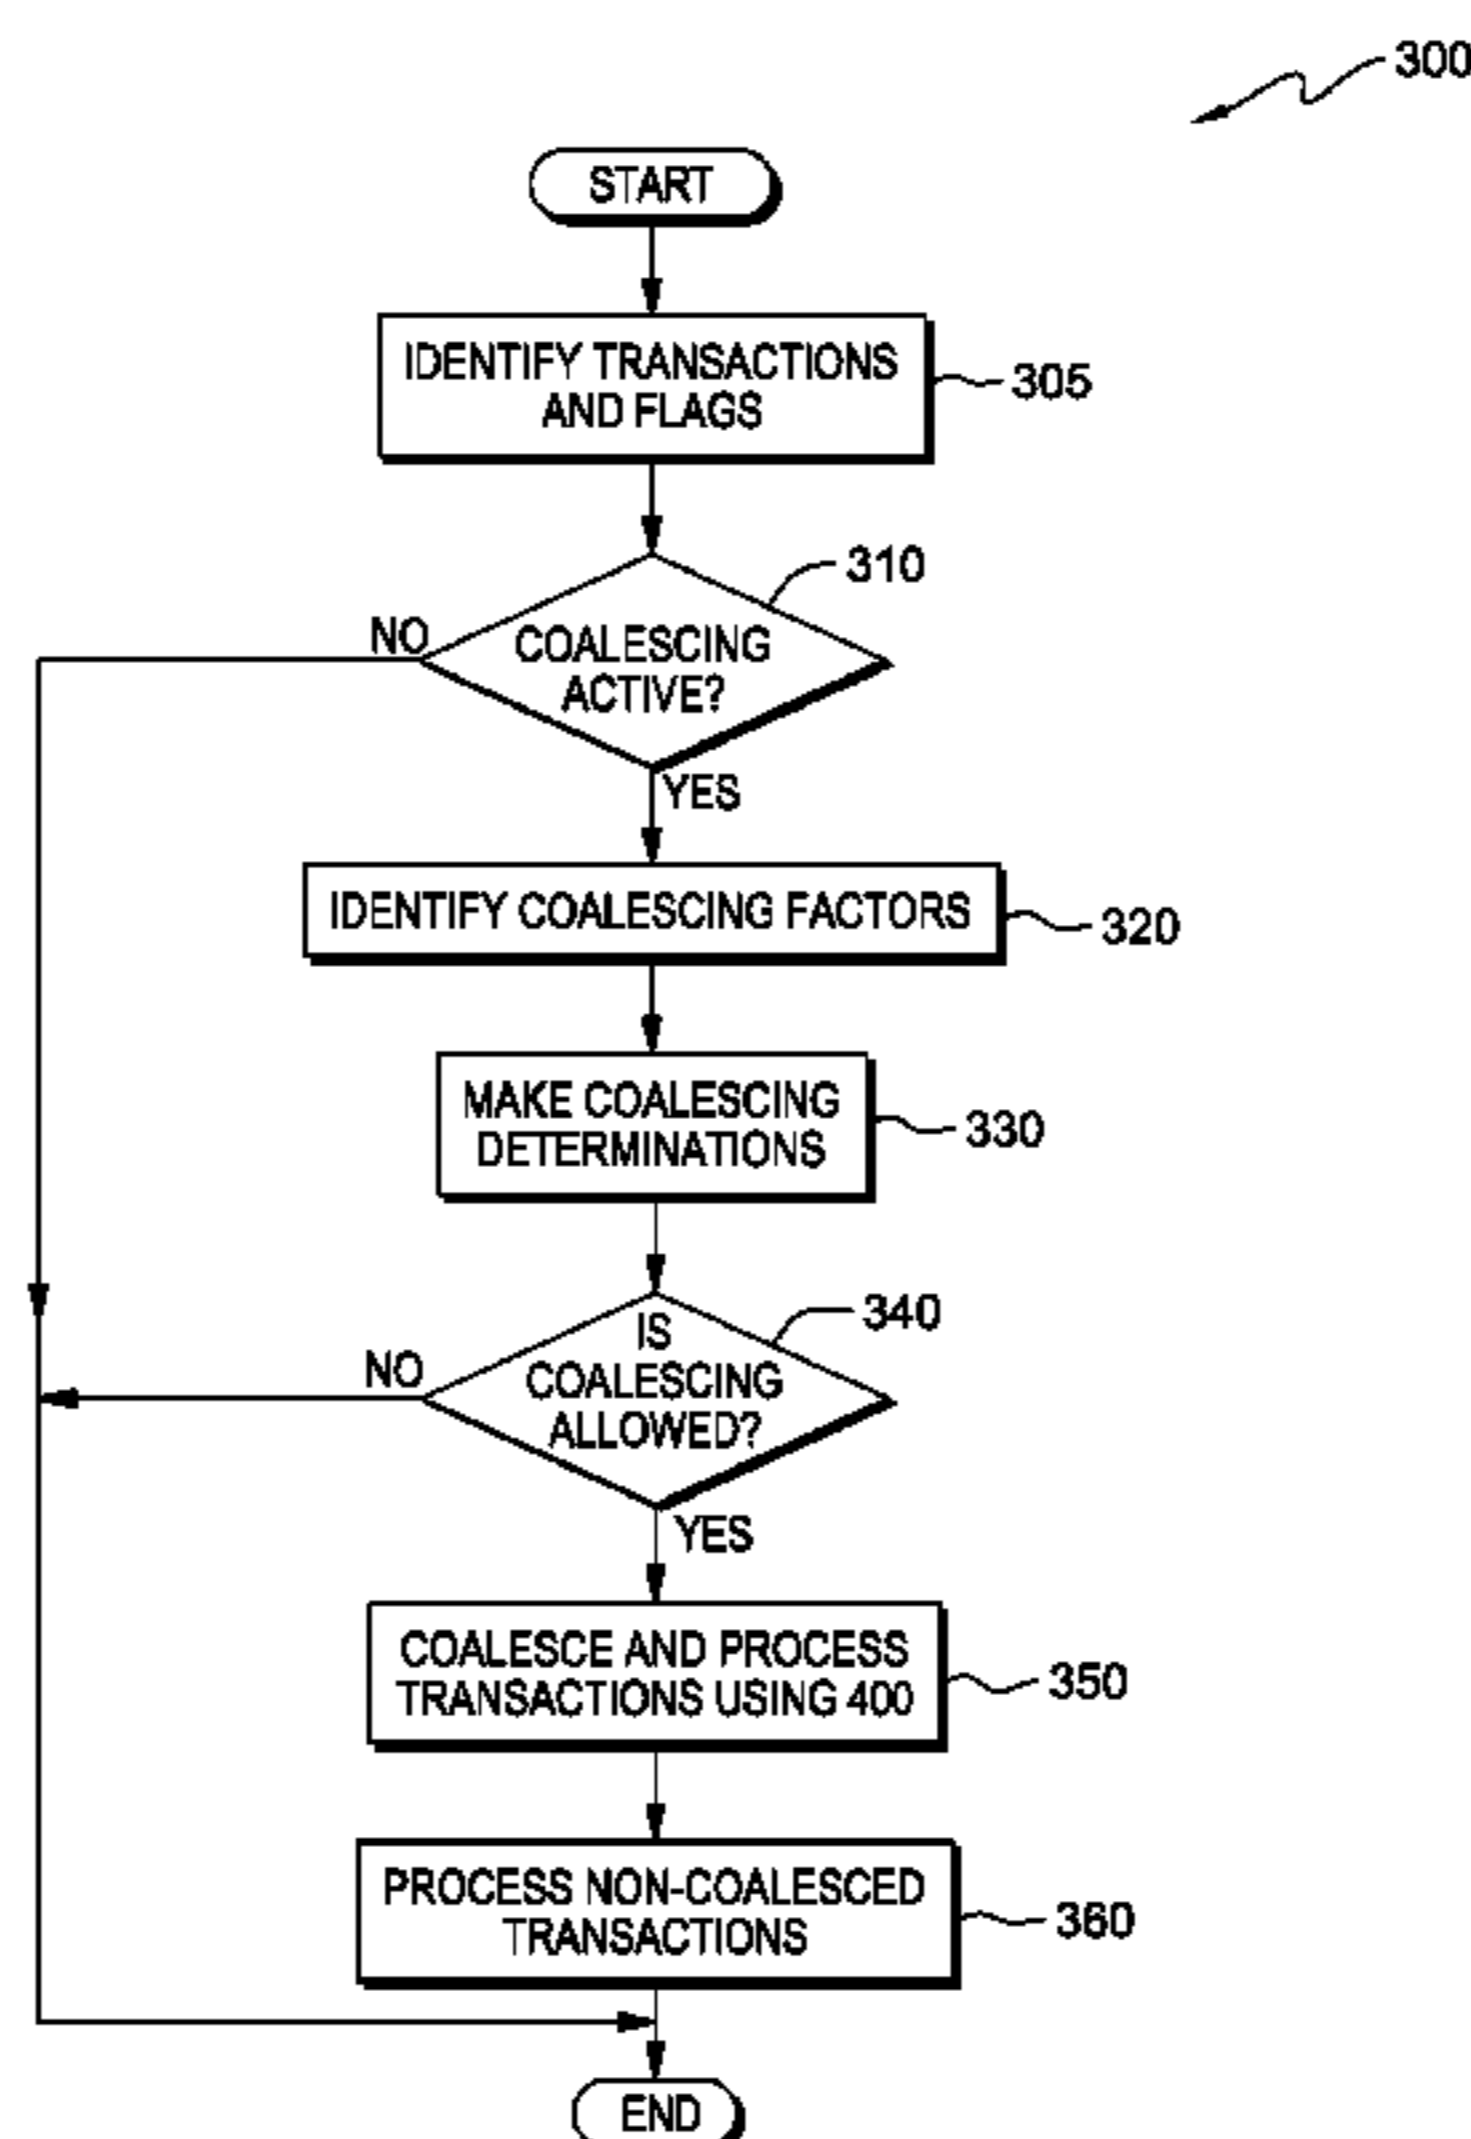 300
START
IDENTIFY TRANSACTIONS
AND FLAGS
305
310
NO
COALESCING
ACTIVE?
YES
IDENTIFY COALESCING FACTORS
320
MAKE COALESCING
DETERMINATIONS
330
340
IS
NO
COALESCING
ALLOWED?
YES
COALESCE AND PROCESS
TRANSACTIONS USING 400
350
PROCESS NON-COALESCED
TRANSACTIONS
360
END